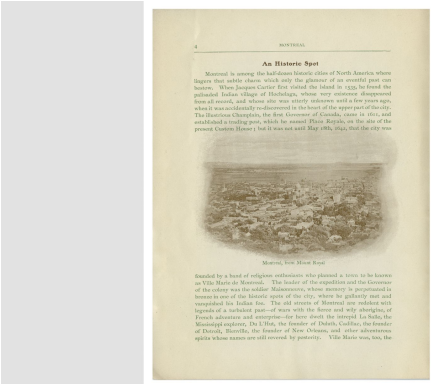 4 MONTREAL
An Historic Spot
Montreal is among the half-dozen historic cities of North America where
lingers that subtle charm which only the glamour of an eventful past can
bestow. When Jacques Cartier first visited the Island in 1535, he found the
palisaded Indian village of Hochelaga, whose very existence disappeared
from all record, and whose site was utterly unknown until a few years ago,
when it was accidentally re-discovered in the heart of the upper part of the city.
The illustrious Champlain, the first Governor of Canada, came in 1611, and
established a trading post, which he named Place Royale, on the site of the
present Custom House; but it was not until May 18th, 1642, that the city was
Montreal, from Mount Royal
founded by a band of religious enthusiasts who planned a town to be known
as Ville Marie de Montreal. The leader of the expedition and the Governor
of the colony was the soldier Maisonneuve, whose memory is perpetuated in
bronze in one of the historic spots of the city, where he gallantly met and
vanquished his Indian foe. The old streets of Montreal are redolent with
legends of a tumultuous past—of wars with the fierce and wily aborigines, of
French adventure and enterprise—for here dwelt the intrepid La Salle, the
Mississippi explorer, Du L'Hut, the founder of Duluth, Cadillac, the founder
of Detroit, Bienville, the founder of New Orleans, and other adventurous
spirits whose names are still revered by posterity. Ville Marie was, too, the